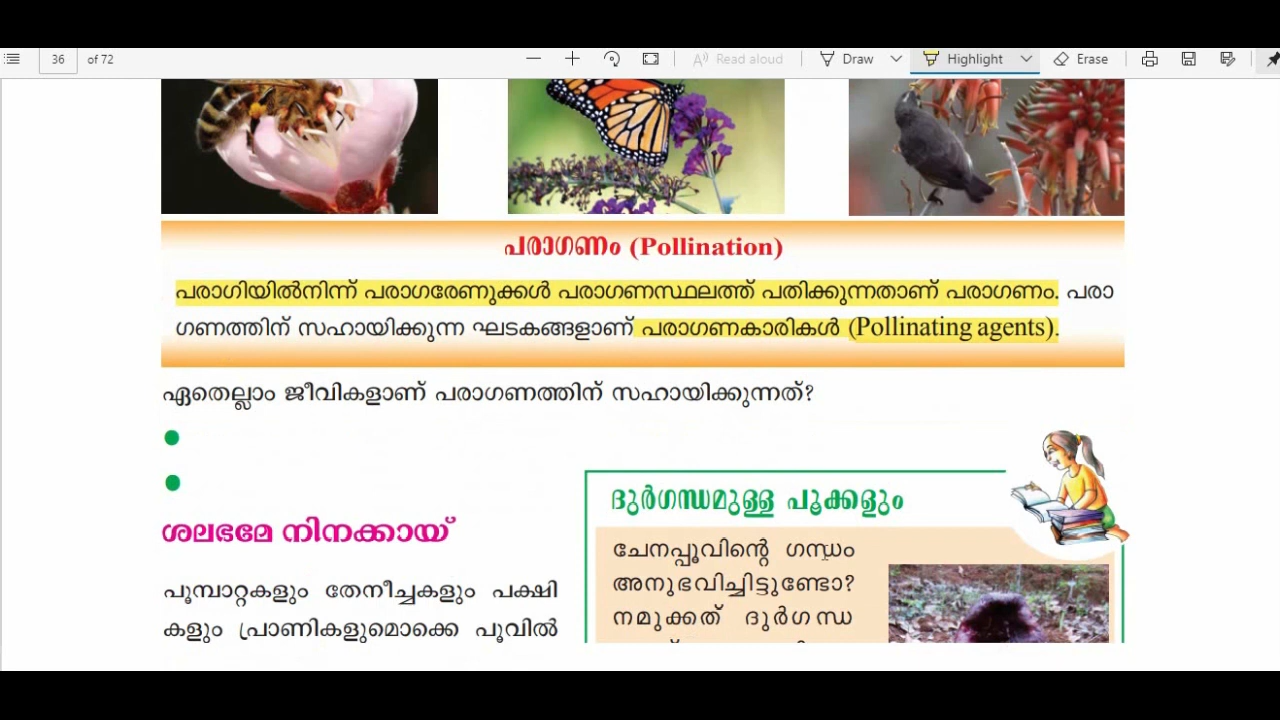 36 of 72 Read aloud Draw Highlight Erase
പരാഗണം (Pollination)
പരാഗിയിൽനിന്ന് പരാഗരേണുക്കൾ പരാഗണസ്ഥലത്ത് പതിക്കുന്നതാണ് പരാഗണം. പരാ
ഗണത്തിന് സഹായിക്കുന്ന ഘടകങ്ങളാണ് പരാഗണകാരികൾ (Pollinating agents).
ഏതെല്ലാം ജീവികളാണ് പരാഗണത്തിന് സഹായിക്കുന്നത്?
ശലഭമേ നിനക്കായ്
പൂമ്പാറ്റകളും തേനീച്ചകളും പക്ഷി
കളും പ്രാണികളുമൊക്കെ പൂവിൽ
ദുർഗന്ധമുള്ള പൂക്കളും
ചേനപ്പൂവിന്റെ ഗന്ധം
അനുഭവിച്ചിട്ടുണ്ടോ?
നമുക്കത് ദുർഗന്ധ